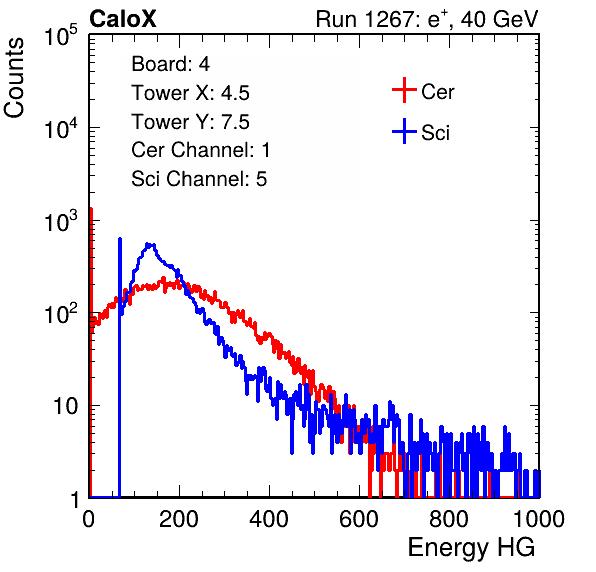 CaloX Run 1267: e⁺, 40 GeV
Counts
Board: 4
Tower X: 4.5
Tower Y: 7.5
Cer Channel: 1
Sci Channel: 5
Cer
Sci
10⁵
10⁴
10³
10²
10
1
0 200 400 600 800 1000
Energy HG